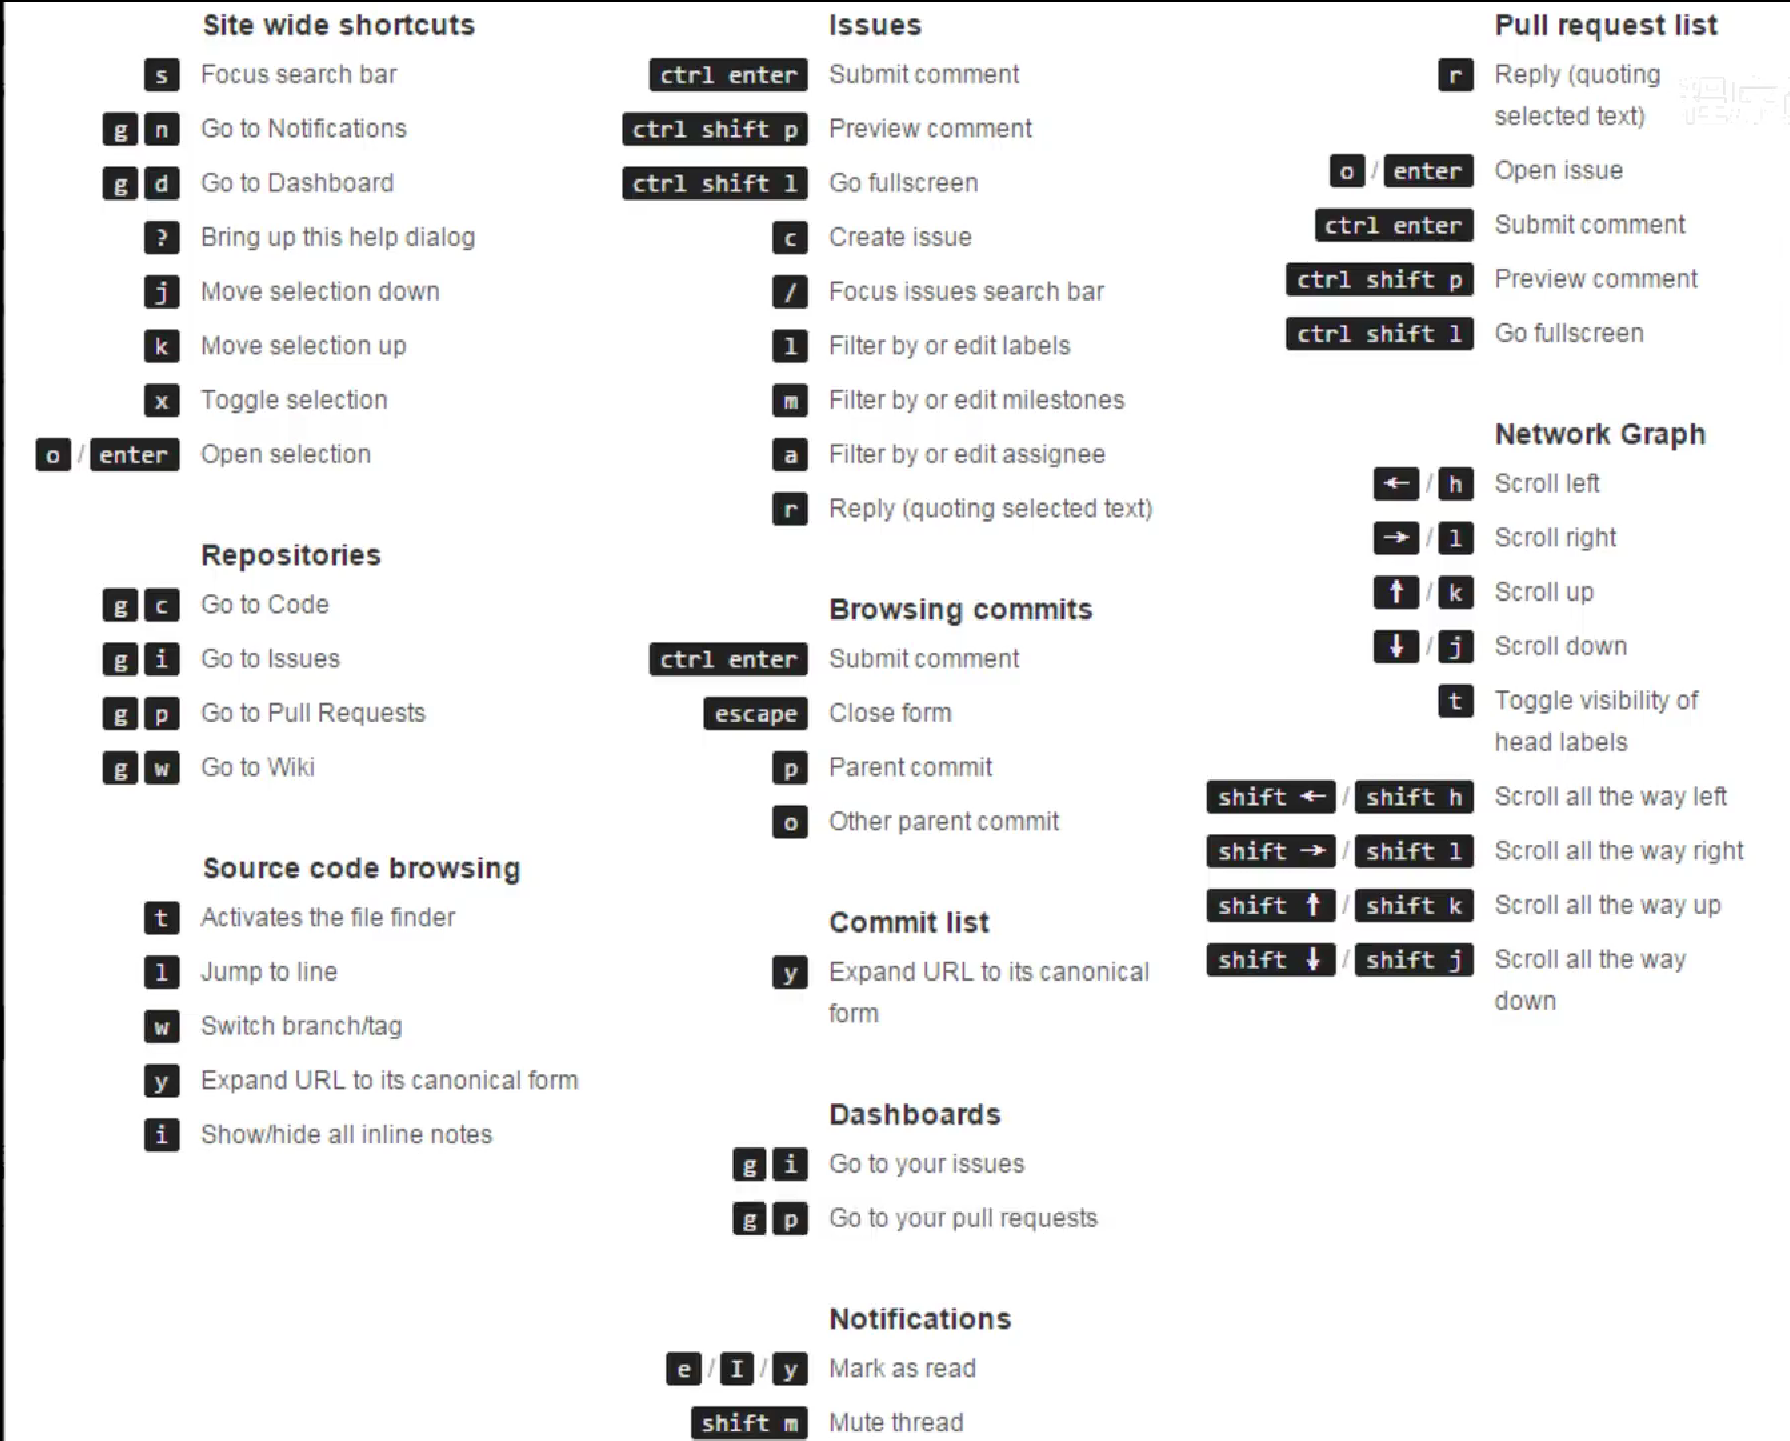 Site wide shortcuts
s Focus search bar
g n Go to Notifications
g d Go to Dashboard
? Bring up this help dialog
j Move selection down
k Move selection up
x Toggle selection
o / enter Open selection
Repositories
g c Go to Code
g i Go to Issues
g p Go to Pull Requests
g w Go to Wiki
Source code browsing
t Activates the file finder
l Jump to line
w Switch branch/tag
y Expand URL to its canonical form
i Show/hide all inline notes
Issues
ctrl enter Submit comment
ctrl shift p Preview comment
ctrl shift l Go fullscreen
c Create issue
/ Focus issues search bar
l Filter by or edit labels
m Filter by or edit milestones
a Filter by or edit assignee
r Reply (quoting selected text)
Browsing commits
ctrl enter Submit comment
escape Close form
p Parent commit
o Other parent commit
Commit list
y Expand URL to its canonical
form
Dashboards
g i Go to your issues
g p Go to your pull requests
Notifications
e / I / y Mark as read
shift m Mute thread
Pull request list
r Reply (quoting
selected text)
o / enter Open issue
ctrl enter Submit comment
ctrl shift p Preview comment
ctrl shift l Go fullscreen
Network Graph
← / h Scroll left
→ / l Scroll right
↑ / k Scroll up
↓ / j Scroll down
t Toggle visibility of
head labels
shift ← / shift h Scroll all the way left
shift → / shift l Scroll all the way right
shift ↑ / shift k Scroll all the way up
shift ↓ / shift j Scroll all the way
down